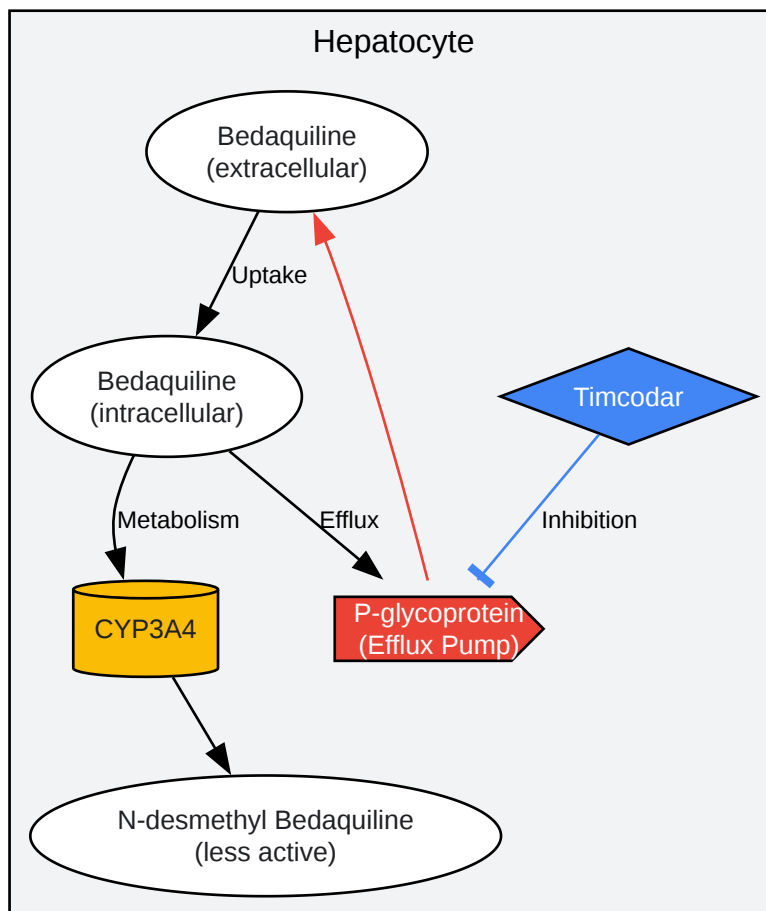 Hepatocyte
Bedaquiline
(extracellular)
Uptake
Bedaquiline
(intracellular)
Timcodar
Metabolism
Efflux
Inhibition
CYP3A4
P-glycoprotein
(Efflux Pump)
N-desmethyl Bedaquiline
(less active)